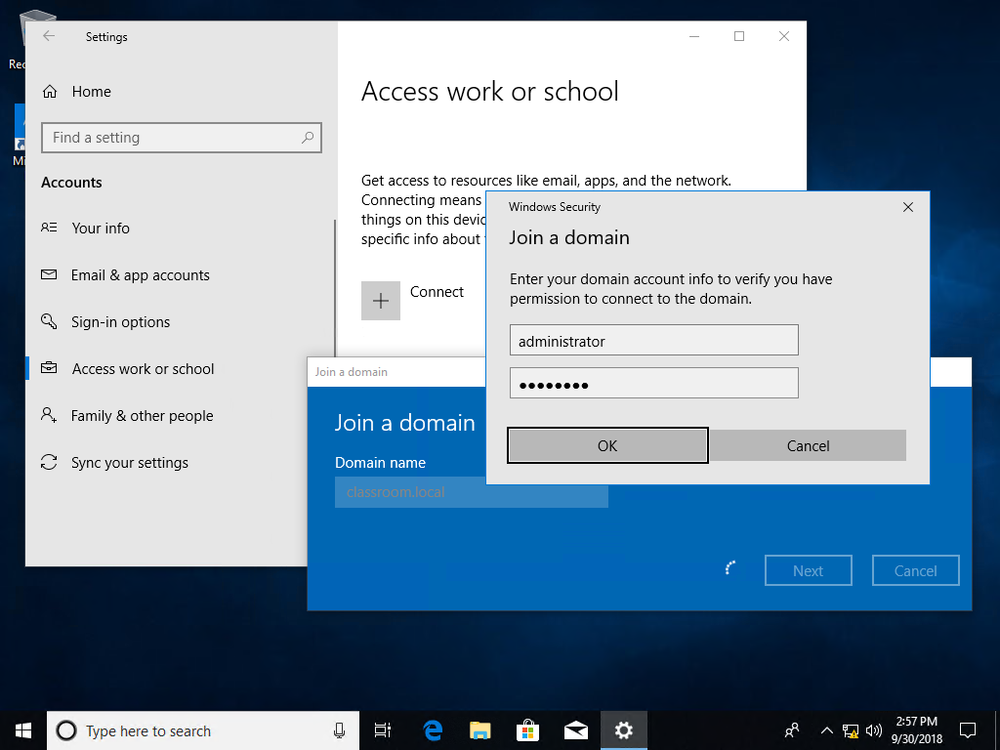 Settings
Home
Find a setting
Accounts
Your info
Email & app accounts
Sign-in options
Access work or school
Family & other people
Sync your settings
Access work or school
Get access to resources like email, apps, and the network.
Connecting means
things on this devic
specific info about
Connect
Windows Security
Join a domain
Enter your domain account info to verify you have
permission to connect to the domain.
administrator
●●●●●●●●
OK
Cancel
Join a domain
Join a domain
Domain name
classroom.local
Next
Cancel
Rec
Mi
Type here to search
2:57 PM
9/30/2018